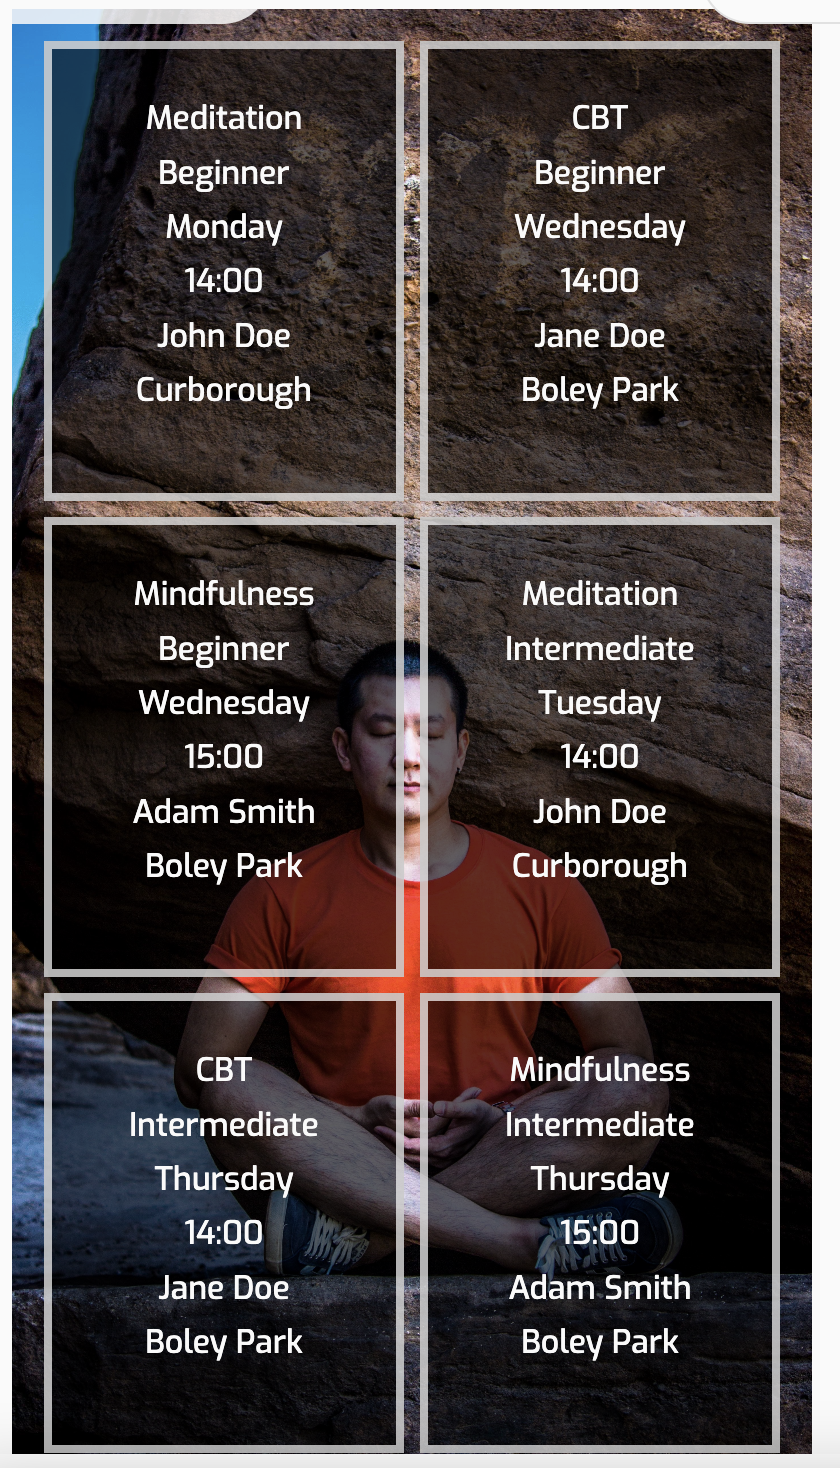 Meditation
Beginner
Monday
14:00
John Doe
Curborough
CBT
Beginner
Wednesday
14:00
Jane Doe
Boley Park
Mindfulness
Beginner
Wednesday
15:00
Adam Smith
Boley Park
Meditation
Intermediate
Tuesday
14:00
John Doe
Curborough
CBT
Intermediate
Thursday
14:00
Jane Doe
Boley Park
Mindfulness
Intermediate
Thursday
15:00
Adam Smith
Boley Park